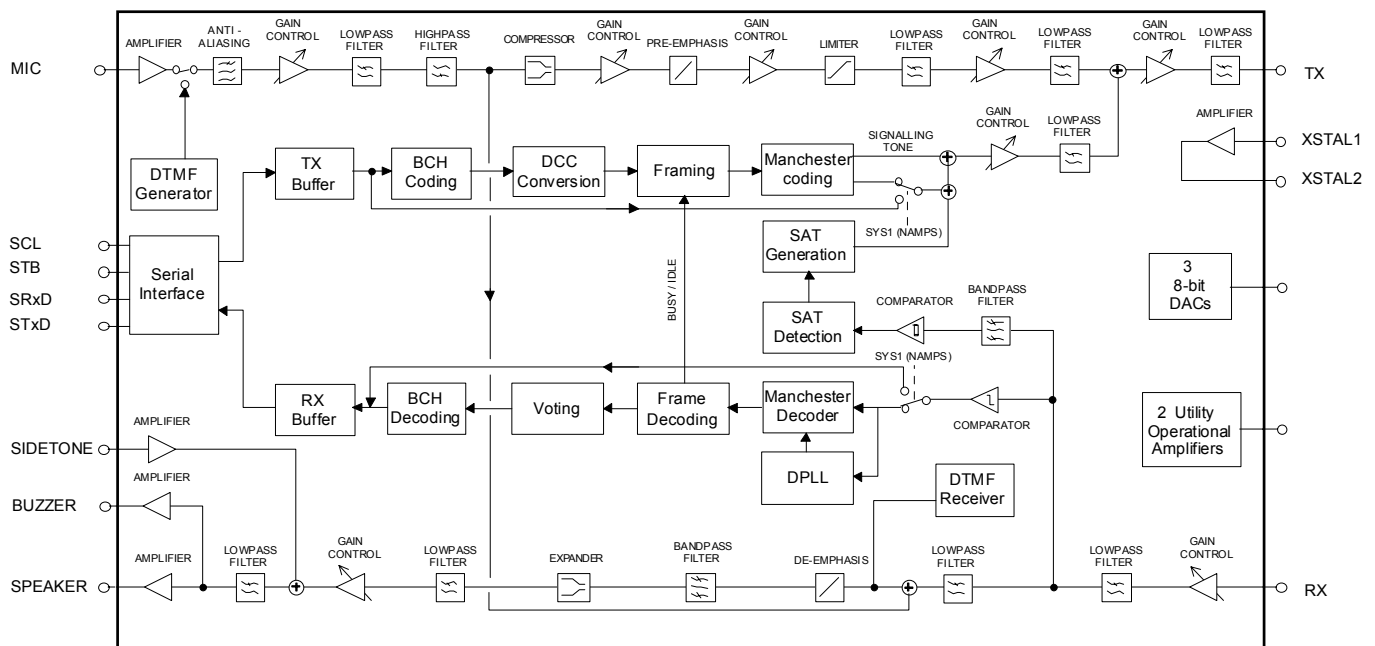 ANTI -
ALIASING
GAIN
CONTROL
LOWPASS
FILTER
HIGHPASS
FILTER
COMPRESSOR
GAIN
CONTROL
PRE-EMPHASIS
GAIN
CONTROL
LIMITER
LOWPASS
FILTER
GAIN
CONTROL
LOWPASS
FILTER
GAIN
CONTROL
LOWPASS
FILTER
AMPLIFIER
MIC
TX
AMPLIFIER
XSTAL1
XSTAL2
DTMF
Generator
TX
Buffer
BCH
Coding
DCC
Conversion
Framing
Manchester
coding
SIGNALLING
TONE
GAIN
CONTROL
LOWPASS
FILTER
SYS1 (NAMPS)
SCL
STB
SRxD
STxD
Serial
Interface
BUSY / IDLE
SAT
Generation
SAT
Detection
COMPARATOR
BANDPASS
FILTER
3
8-bit
DACs
SYS1 (NAMPS)
RX
Buffer
BCH
Decoding
Voting
Frame
Decoding
Manchester
Decoder
COMPARATOR
2 Utility
Operational
Amplifiers
DPLL
DTMF
Receiver
AMPLIFIER
SIDETONE
BUZZER
AMPLIFIER
LOWPASS
FILTER
GAIN
CONTROL
LOWPASS
FILTER
EXPANDER
BANDPASS
FILTER
DE-EMPHASIS
LOWPASS
FILTER
LOWPASS
FILTER
GAIN
CONTROL
SPEAKER
RX